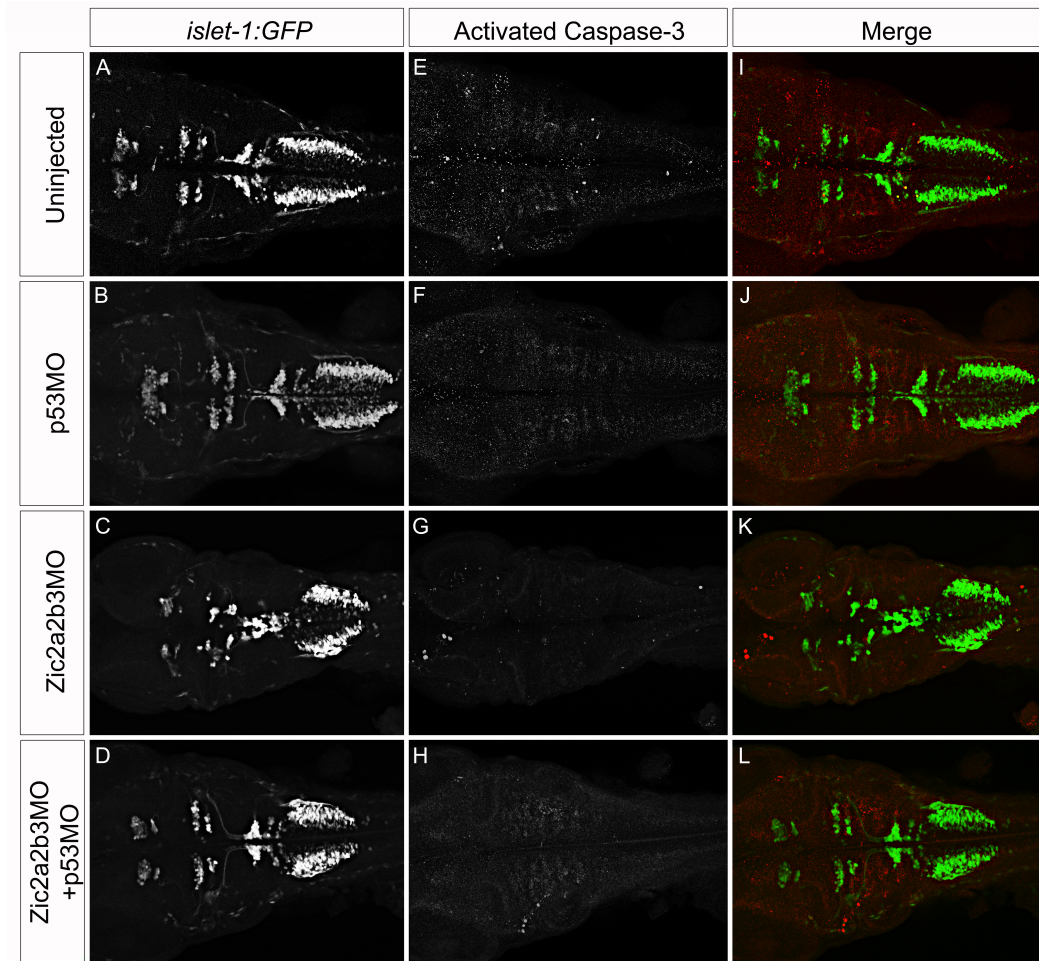 islet-1:GFP Activated Caspase-3 Merge
Uninjected
A E I
p53MO
B F J
Zic2a2b3MO
C G K
Zic2a2b3MO
+p53MO
D H L